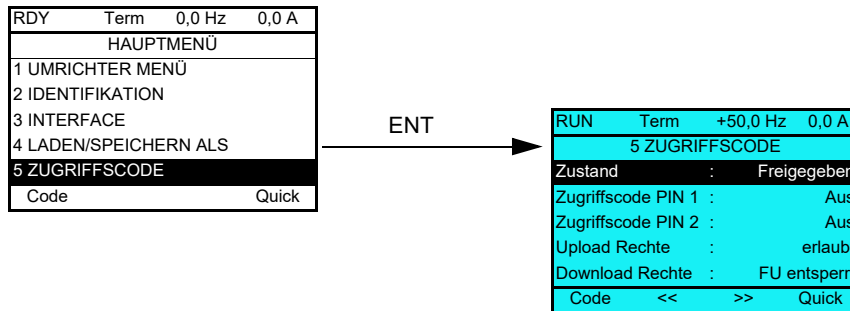 RDY Term 0,0 Hz 0,0 A
HAUPTMENÜ
1 UMRICHTER MENÜ
2 IDENTIFIKATION
3 INTERFACE
4 LADEN/SPEICHERN ALS
5 ZUGRIFFSCODE
Code Quick
ENT
RUN Term +50,0 Hz 0,0 A
5 ZUGRIFFSCODE
Zustand : Freigegeben
Zugriffscode PIN 1 : Aus
Zugriffscode PIN 2 : Aus
Upload Rechte : erlaub
Download Rechte : FU entsperr
Code << >> Quick